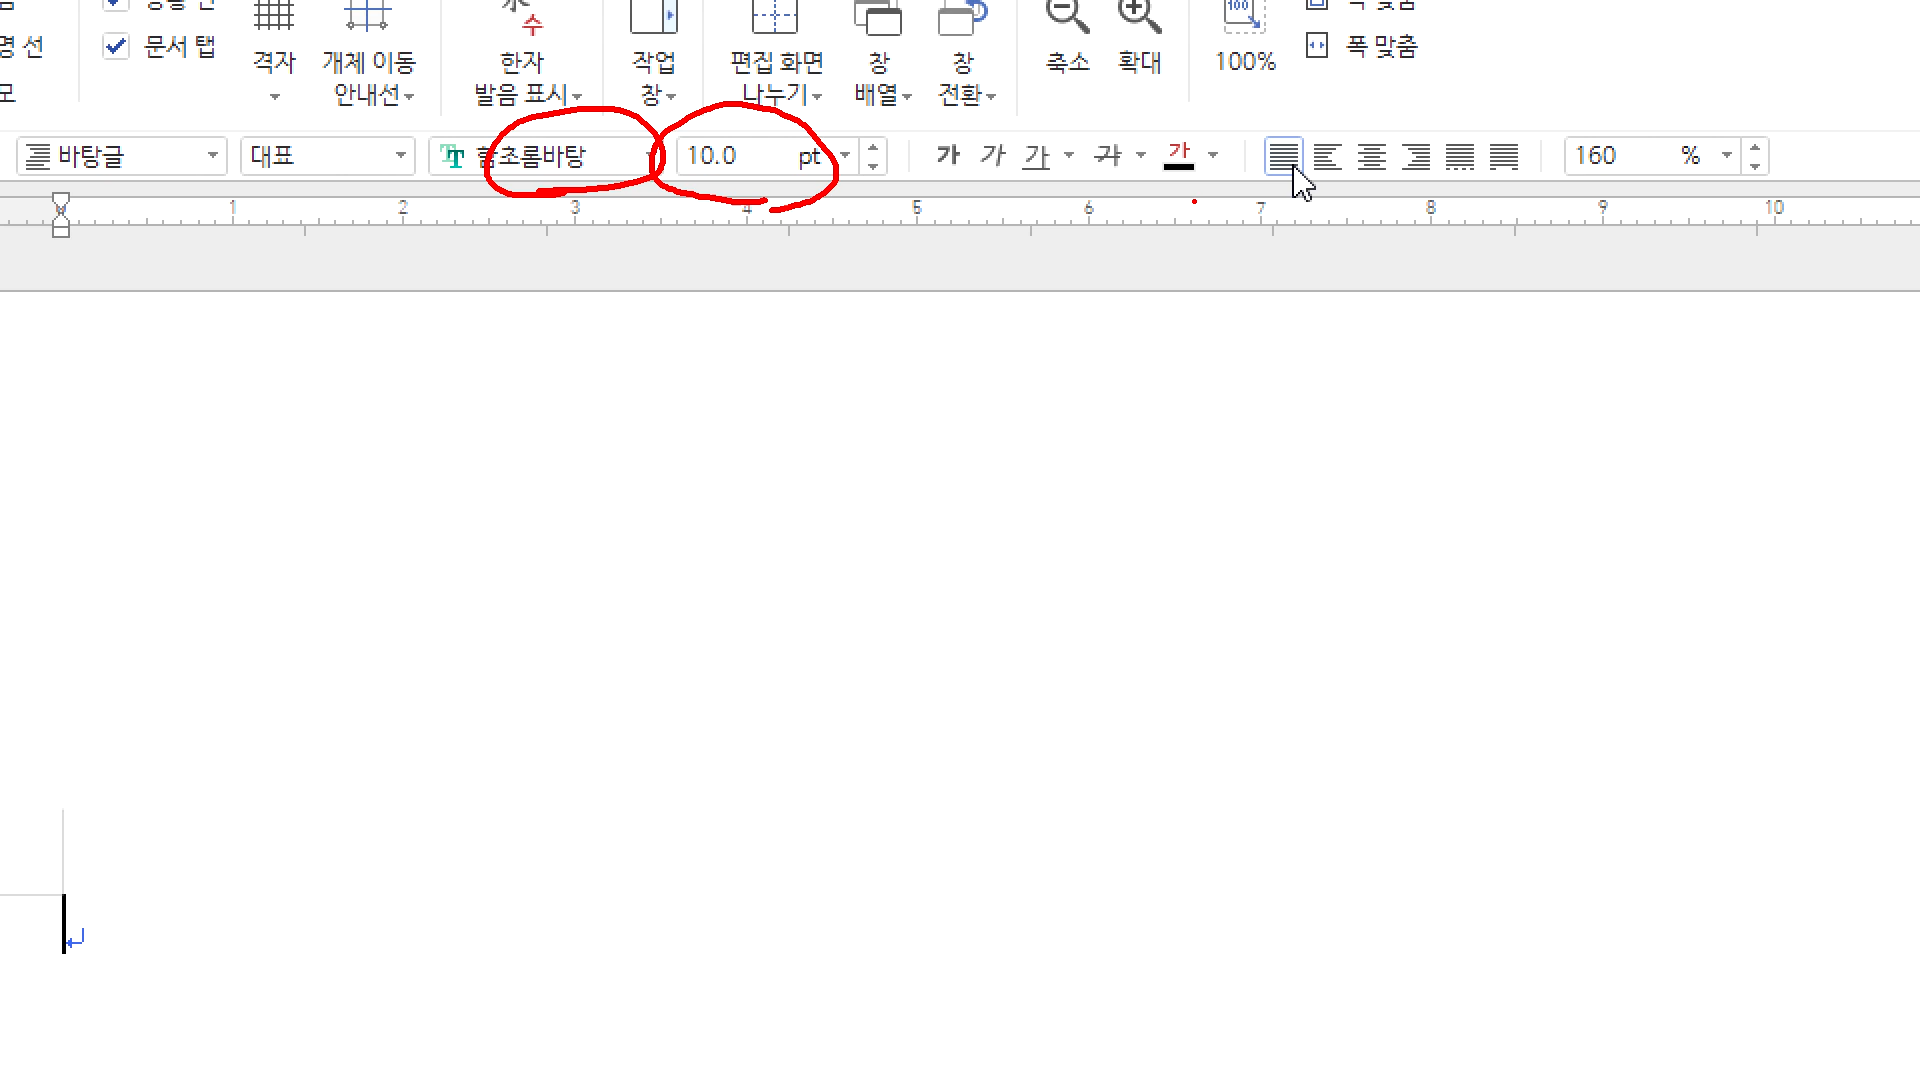 명 선
문서 탭
폭 맞춤
격자
개체 이동
안내선
한자
발음 표시
작업
창
편집 화면
나누기
창
배열
창
전환
축소
확대
100%
바탕글 대표 함초롬바탕 10.0 pt 가 가 가 가 가 160 %
1 2 3 4 5 6 7 8 9 10